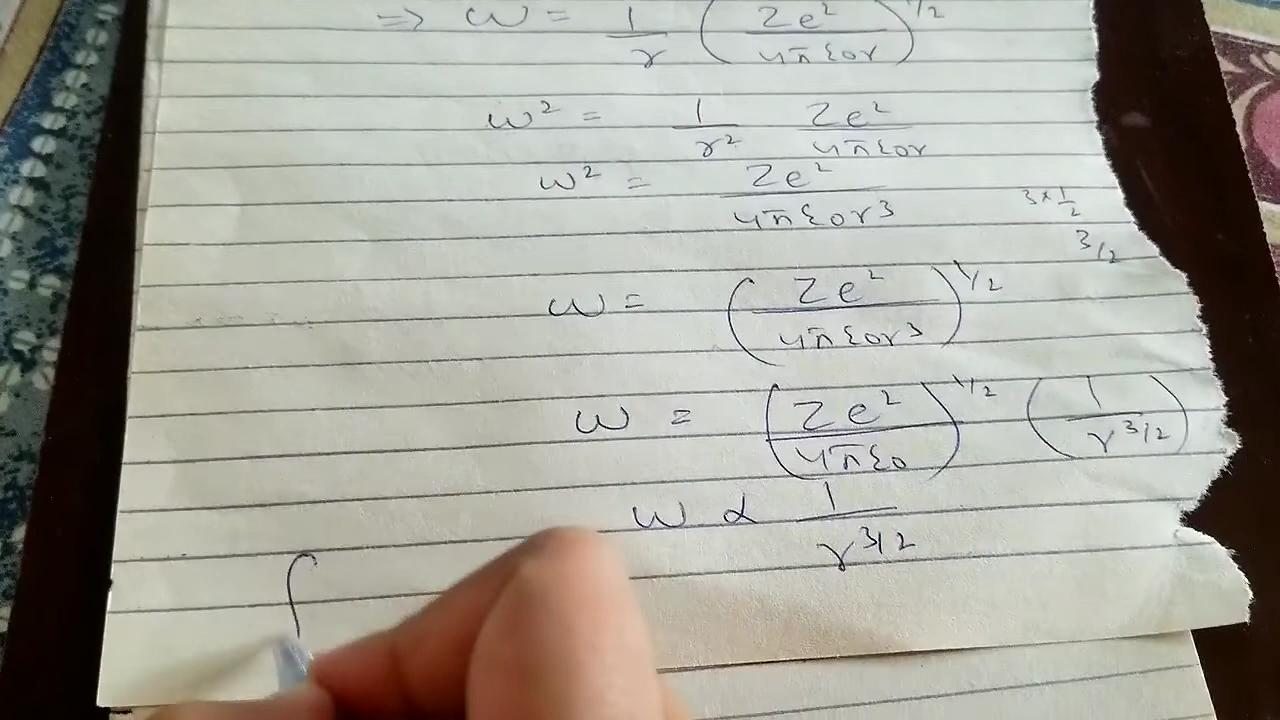 ⇒ ω = 1/r (Ze²/4πε0r)^1/2
ω² = 1/r² Ze²/4πε0r
ω² = Ze²/4πε0r³
3×1/2
3/2
ω = (Ze²/4πε0r³)^1/2
ω = (Ze²/4πε0)^1/2 (1/r^3/2)
ω ∝ 1/r^3/2